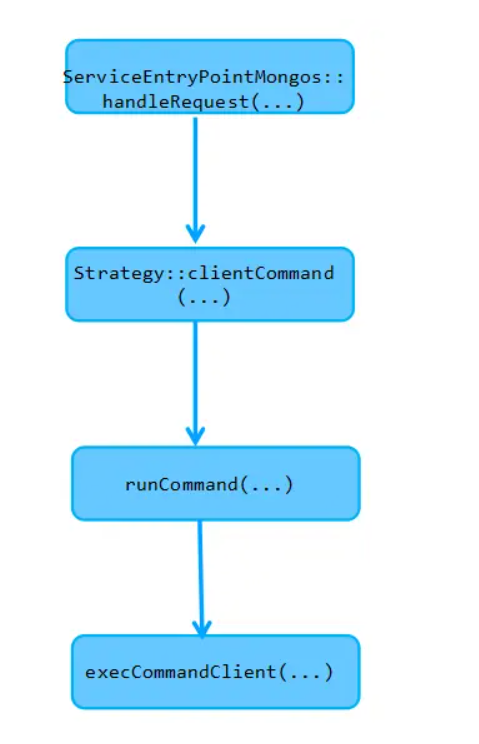 ServiceEntryPointMongos::
handleRequest(...)
Strategy::clientCommand
(...)
runCommand(...)
execCommandClient(...)